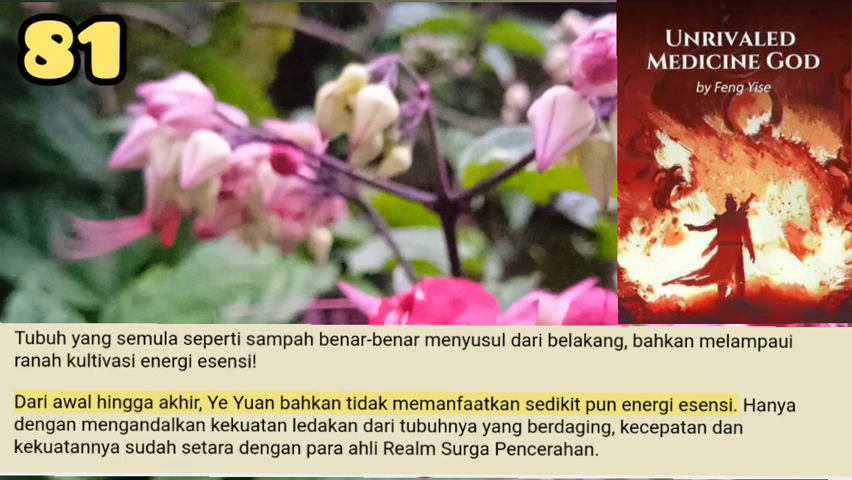 81
UNRIVALED
MEDICINE GOD
by Feng Yise
Tubuh yang semula seperti sampah benar-benar menyusul dari belakang, bahkan melampaui
ranah kultivasi energi esensi!
Dari awal hingga akhir, Ye Yuan bahkan tidak memanfaatkan sedikit pun energi esensi. Hanya
dengan mengandalkan kekuatan ledakan dari tubuhnya yang berdaging, kecepatan dan
kekuatannya sudah setara dengan para ahli Realm Surga Pencerahan.